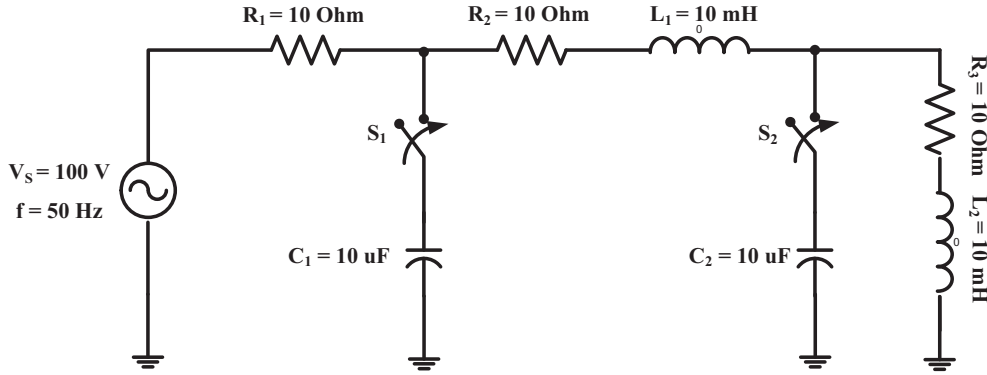 R₁ = 10 Ohm
R₂ = 10 Ohm
L₁ = 10 mH
0
R₃ = 10 Ohm
L₂ = 10 mH
0
S₁
S₂
V_S = 100 V
f = 50 Hz
C₁ = 10 uF
C₂ = 10 uF